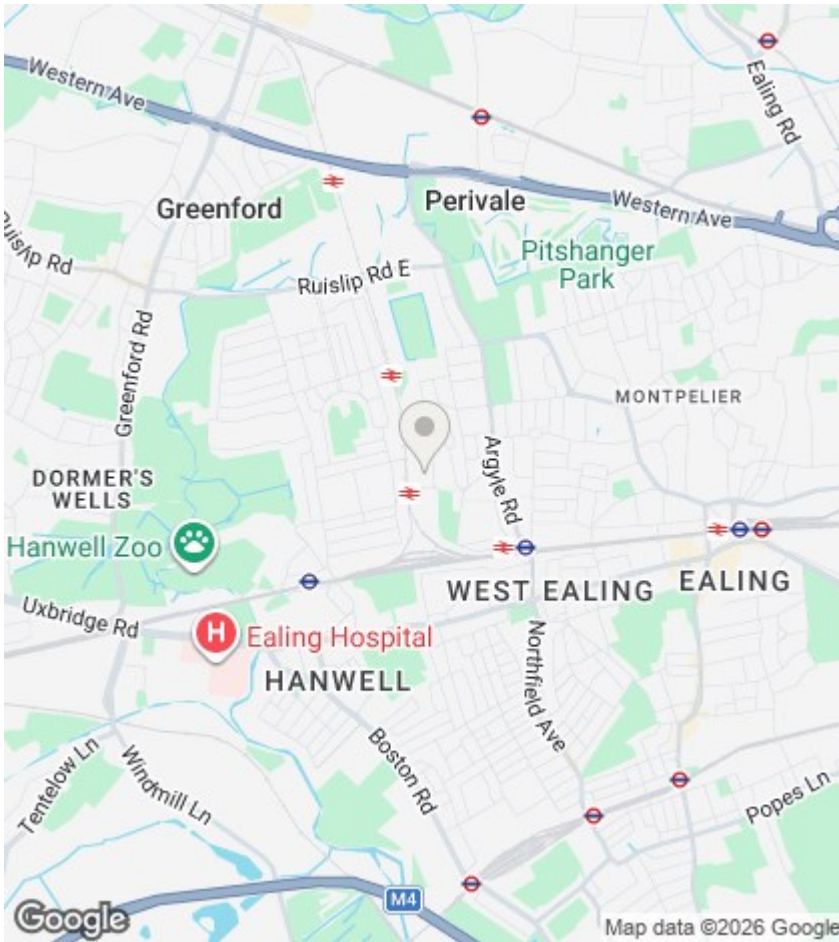 Western Ave
Ealing Rd
Greenford
Perivale
Western Ave
Ruislip Rd
Pitshanger
Park
Ruislip Rd E
Greenford Rd
MONTPELIER
Argyle Rd
DORMER'S
WELLS
Hanwell Zoo
WEST EALING
EALING
Uxbridge Rd
H
Ealing Hospital
HANWELL
Northfield Ave
Boston Rd
Tentelow Ln
Windmill Ln
Popes Ln
M4
Google
Map data ©2026 Google